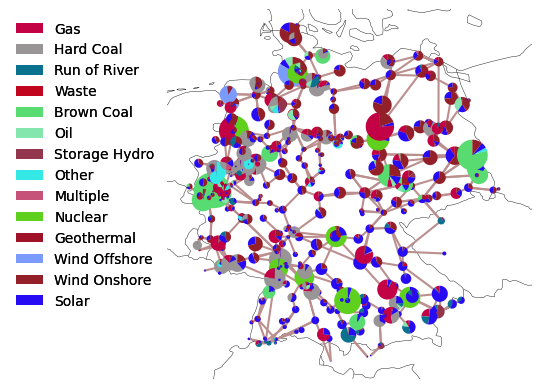 Gas
Hard Coal
Run of River
Waste
Brown Coal
Oil
Storage Hydro
Other
Multiple
Nuclear
Geothermal
Wind Offshore
Wind Onshore
Solar